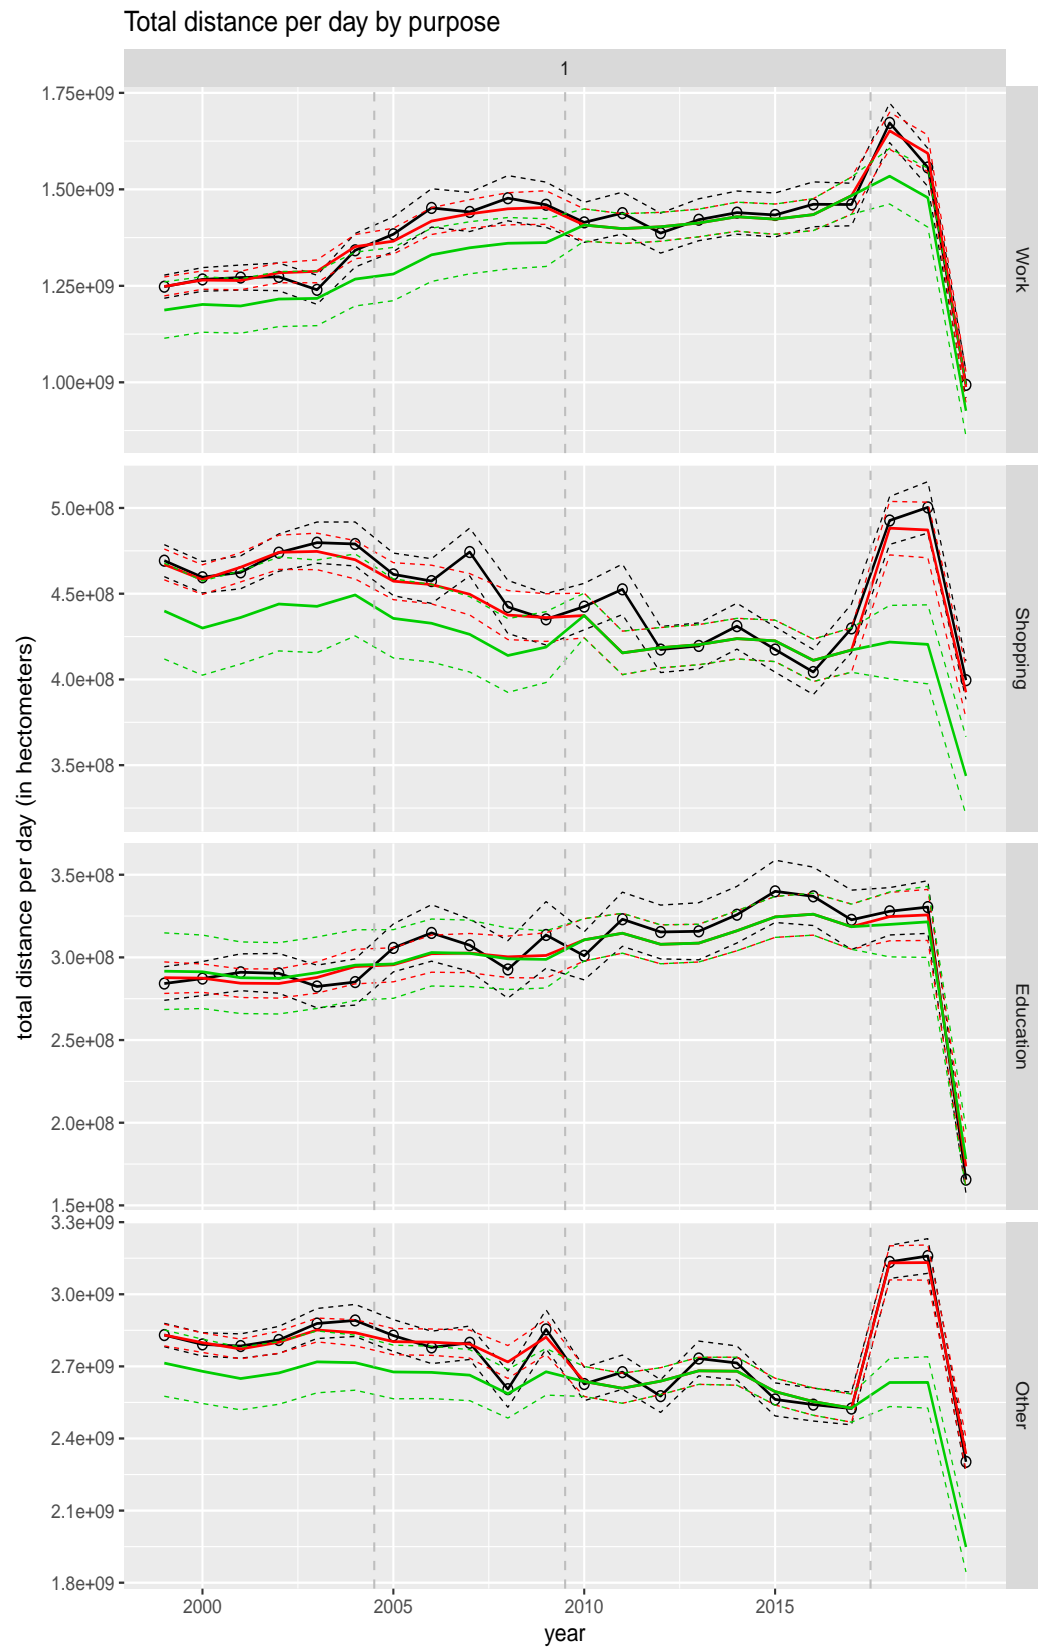 Total distance per day by purpose
1
1.75e+09
1.50e+09
1.25e+09
1.00e+09
Work
5.0e+08
4.5e+08
4.0e+08
3.5e+08
Shopping
total distance per day (in hectometers)
3.5e+08
3.0e+08
2.5e+08
2.0e+08
1.5e+08
Education
3.3e+09
3.0e+09
2.7e+09
2.4e+09
2.1e+09
1.8e+09
Other
2000 2005 2010 2015
year